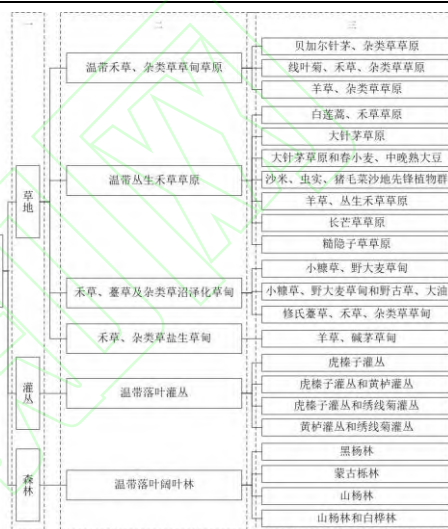 一
二
三
草地
温带禾草、杂类草草甸草原
贝加尔针茅、杂类草草原
线叶菊、禾草、杂类草草原
羊草、杂类草草原
温带丛生禾草草原
白莲蒿、禾草草原
大针茅草原
大针茅草原和春小麦、中晚熟大豆
沙米、虫实、猪毛菜沙地先锋植物群
羊草、丛生禾草草原
长芒草草原
糙隐子草草原
禾草、薹草及杂类草沼泽化草甸
小糠草、野大麦草甸
小糠草、野大麦草甸和野古草、大油
修氏薹草、禾草、杂类草草甸
禾草、杂类草盐生草甸
羊草、碱茅草甸
灌丛
温带落叶灌丛
虎榛子灌丛
虎榛子灌丛和黄栌灌丛
虎榛子灌丛和绣线菊灌丛
黄栌灌丛和绣线菊灌丛
森林
温带落叶阔叶林
黑杨林
蒙古栎林
山杨林
山杨林和白桦林